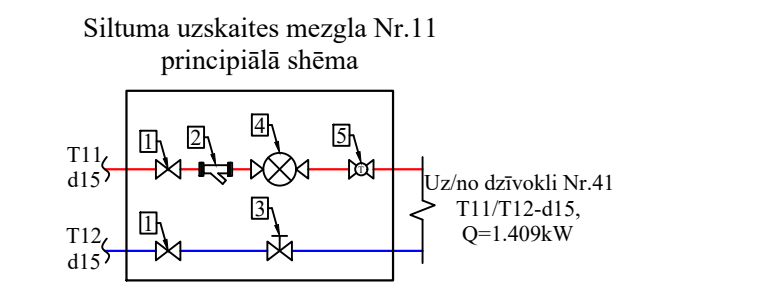 Siltuma uzskaites mezgla Nr.11
principiālā shēma
1
2
4
5
T11
d15
T
Uz/no dzīvokli Nr.41
T11/T12-d15,
Q=1.409kW
1
3
T12
d15